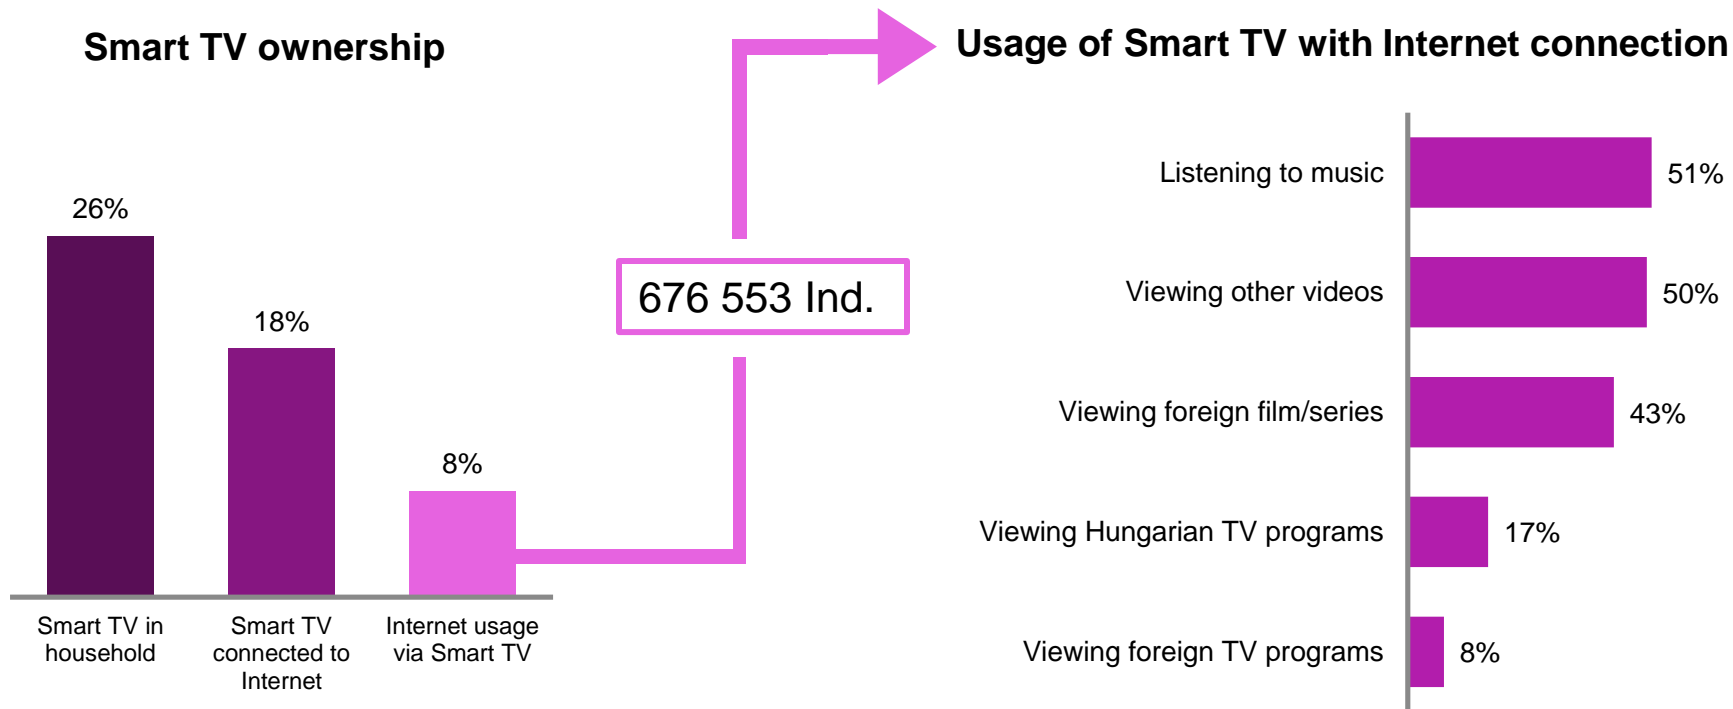 Smart TV ownership
26%
18%
8%
Smart TV in
household
Smart TV
connected to
Internet
Internet usage
via Smart TV
676 553 Ind.
Usage of Smart TV with Internet connection
Listening to music
51%
Viewing other videos
50%
Viewing foreign film/series
43%
Viewing Hungarian TV programs
17%
Viewing foreign TV programs
8%